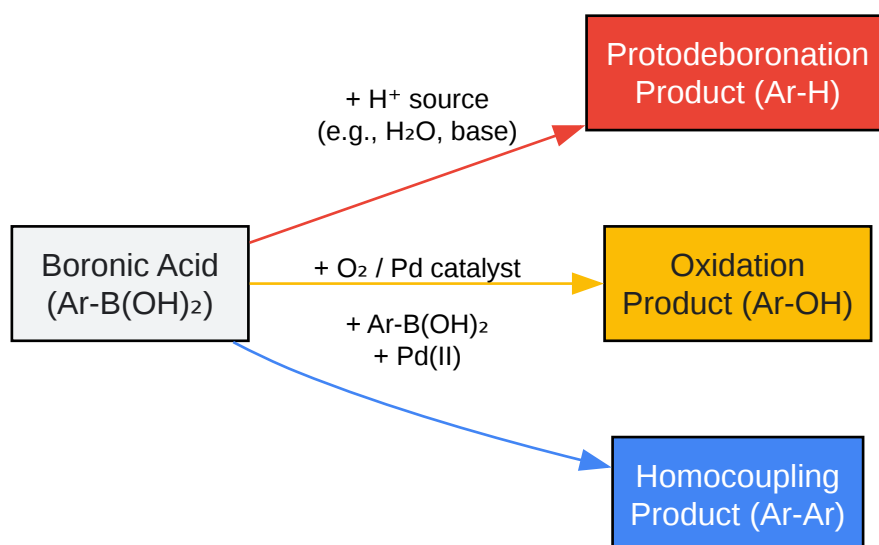 Protodeboronation
Product (Ar-H)
+ H⁺ source
(e.g., H₂O, base)
Boronic Acid
(Ar-B(OH)₂)
+ O₂ / Pd catalyst
Oxidation
Product (Ar-OH)
+ Ar-B(OH)₂
+ Pd(II)
Homocoupling
Product (Ar-Ar)